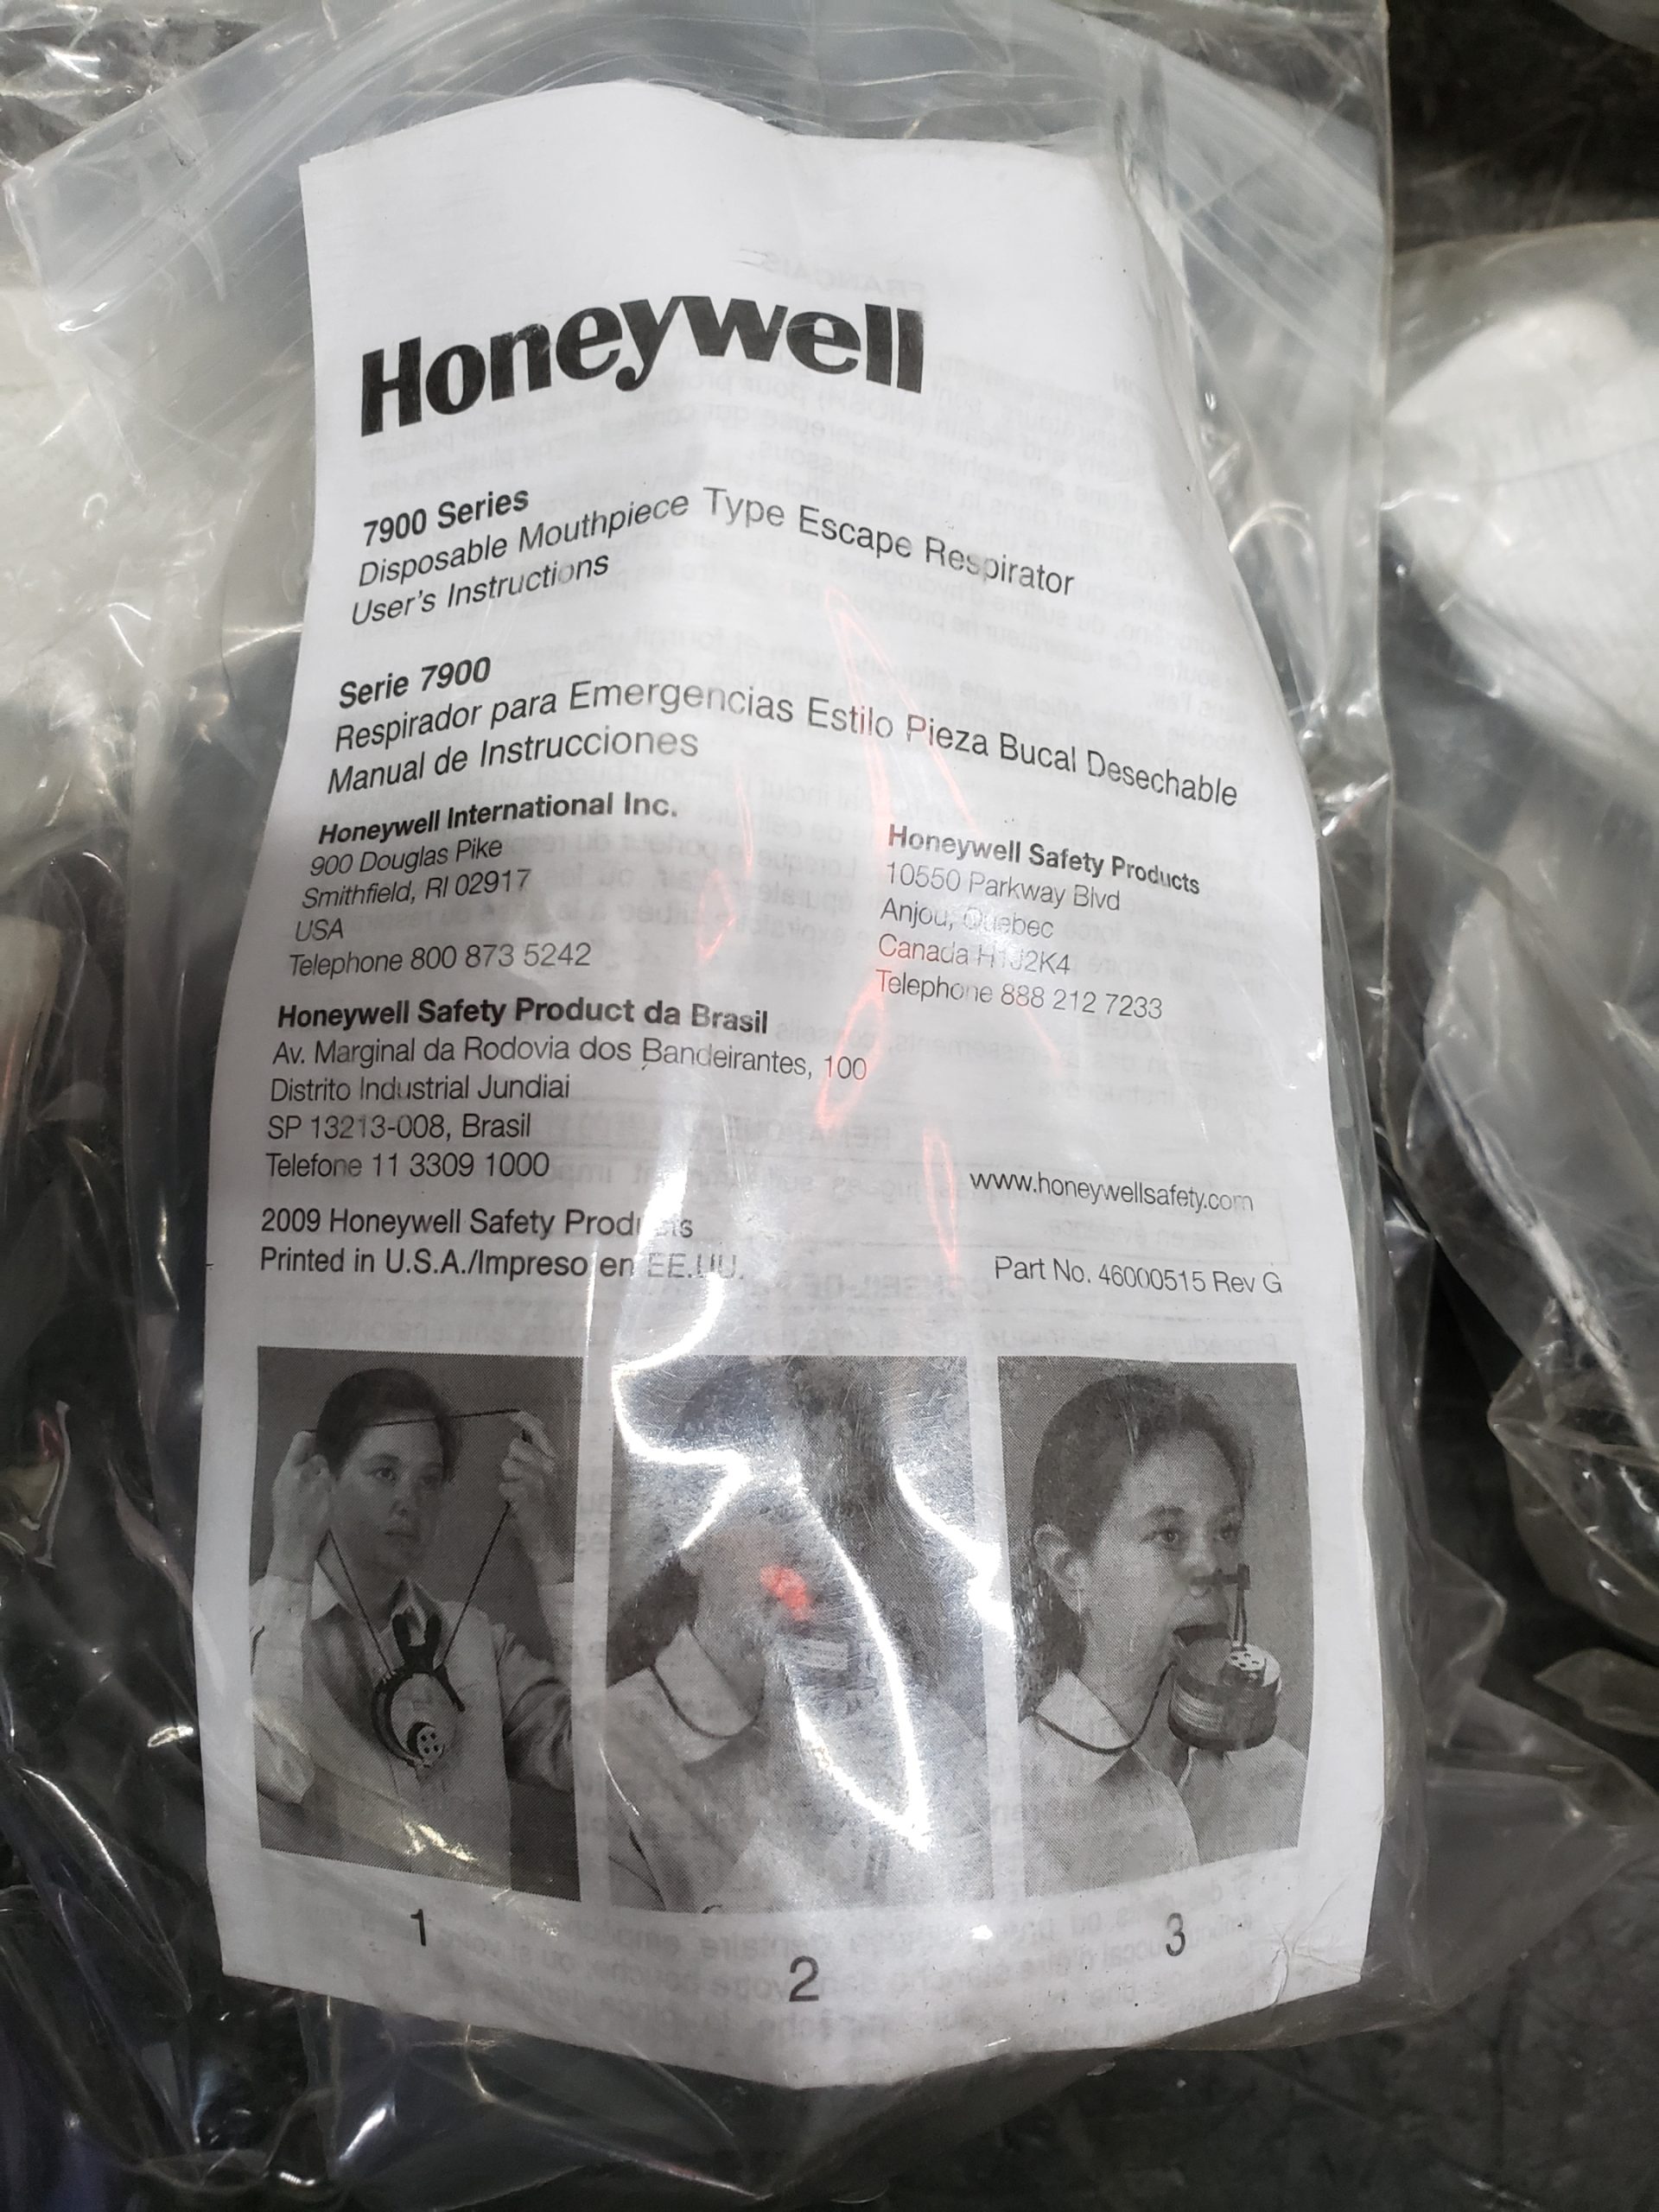 Honeywell
7900 Series
Disposable Mouthpiece Type Escape Respirator
User's Instructions
Serie 7900
Respirador para Emergencias Estilo Pieza Bucal Desechable
Manual de Instrucciones
Honeywell International Inc.
900 Douglas Pike
Smithfield, RI 02917
USA
Telephone 800 873 5242
Honeywell Safety Products
10550 Parkway Blvd
Anjou, Quebec
Canada H1J2K4
Telephone 888 212 7233
Honeywell Safety Product da Brasil
Av. Marginal da Rodovia dos Bandeirantes, 100
Distrito Industrial Jundiai
SP 13213-008, Brasil
Telefone 11 3309 1000
www.honeywellsafety.com
2009 Honeywell Safety Products
Printed in U.S.A./Impreso en EE.UU.
Part No. 46000515 Rev G
1
2
3